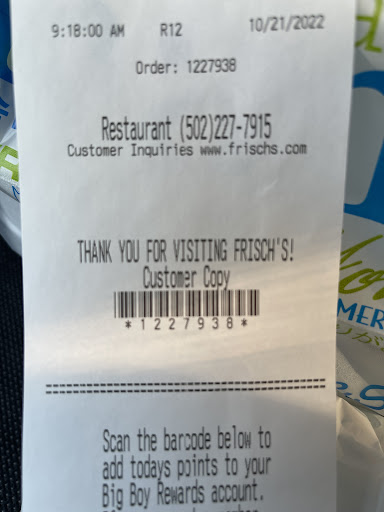 9:18:00 AM R12 10/21/2022
Order: 1227938
Restaurant (502)227-7915
Customer Inquiries www.frischs.com
THANK YOU FOR VISITING FRISCH'S!
Customer Copy
*1227938*
==================================
Scan the barcode below to
add todays points to your
Big Boy Rewards account.